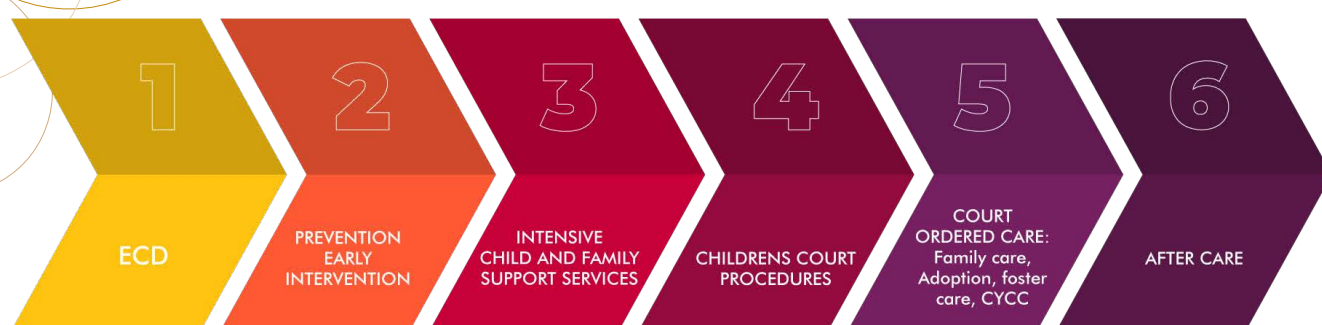 1
ECD
2
PREVENTION
EARLY
INTERVENTION
3
INTENSIVE
CHILD AND FAMILY
SUPPORT SERVICES
4
CHILDRENS COURT
PROCEDURES
5
COURT
ORDERED CARE:
Family care,
Adoption, foster
care, CYCC
6
AFTER CARE